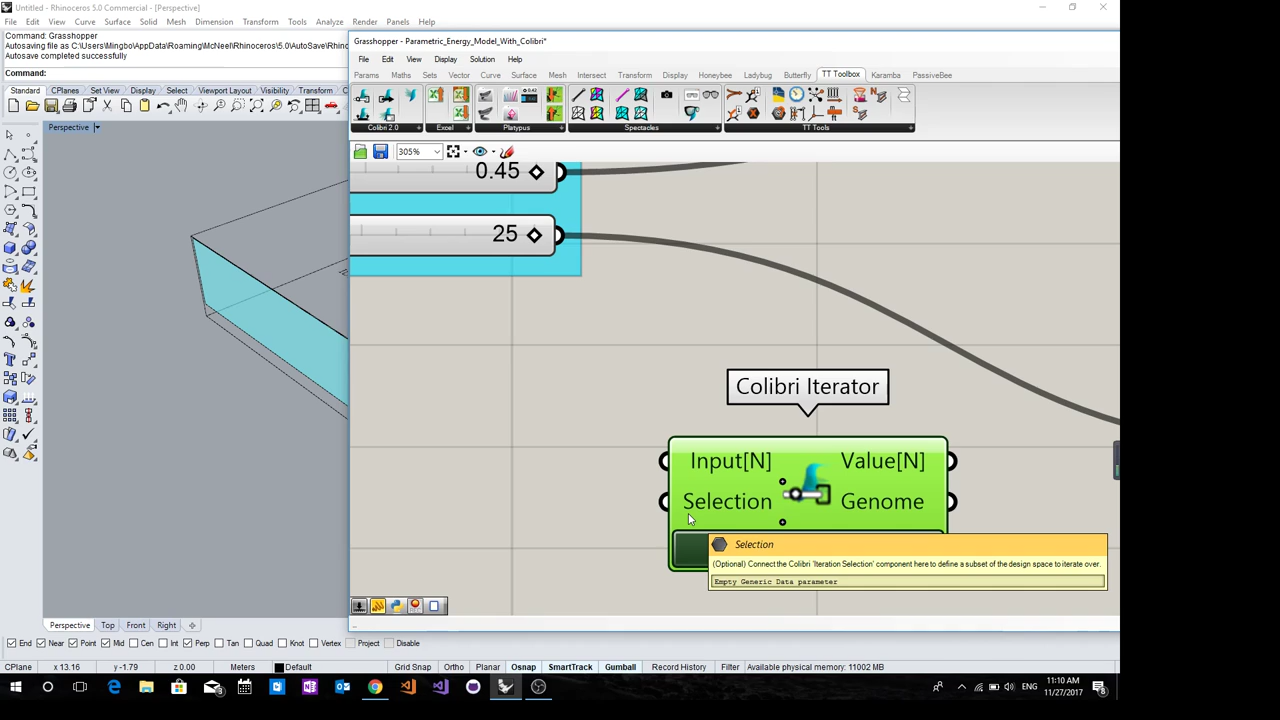 Untitled - Rhinoceros 5.0 Commercial - [Perspective]
File Edit View Curve Surface Solid Mesh Dimension Transform Tools Analyze Render Panels Help
Command: Grasshopper
Autosaving file as C:\Users\Mingbo\AppData\Roaming\McNeel\Rhinoceros\5.0\AutoSave\Rhino
Autosave completed successfully
Command:
Standard CPlanes Set View Display Select Viewport Layout Visibility Transform
Perspective
Grasshopper - Parametric_Energy_Model_With_Colibri*
File Edit View Display Solution Help
Params Maths Sets Vector Curve Surface Mesh Intersect Transform Display Honeybee Ladybug Butterfly TT Toolbox Karamba PassiveBee
Colibri 2.0 Excel Platypus Spectacles TT Tools
305%
0.45
25
Colibri Iterator
Input[N] Value[N]
Selection Genome
Selection
(Optional) Connect the Colibri 'Iteration Selection' component here to define a subset of the design space to iterate over.
Empty Generic Data parameter
Perspective Top Front Right
End Near Point Mid Cen Int Perp Tan Quad Knot Vertex Project Disable
CPlane x 13.16 y -1.79 z 0.00 Meters Default Grid Snap Ortho Planar Osnap SmartTrack Gumball Record History Filter Available physical memory: 11002 MB
11:10 AM
11/27/2017